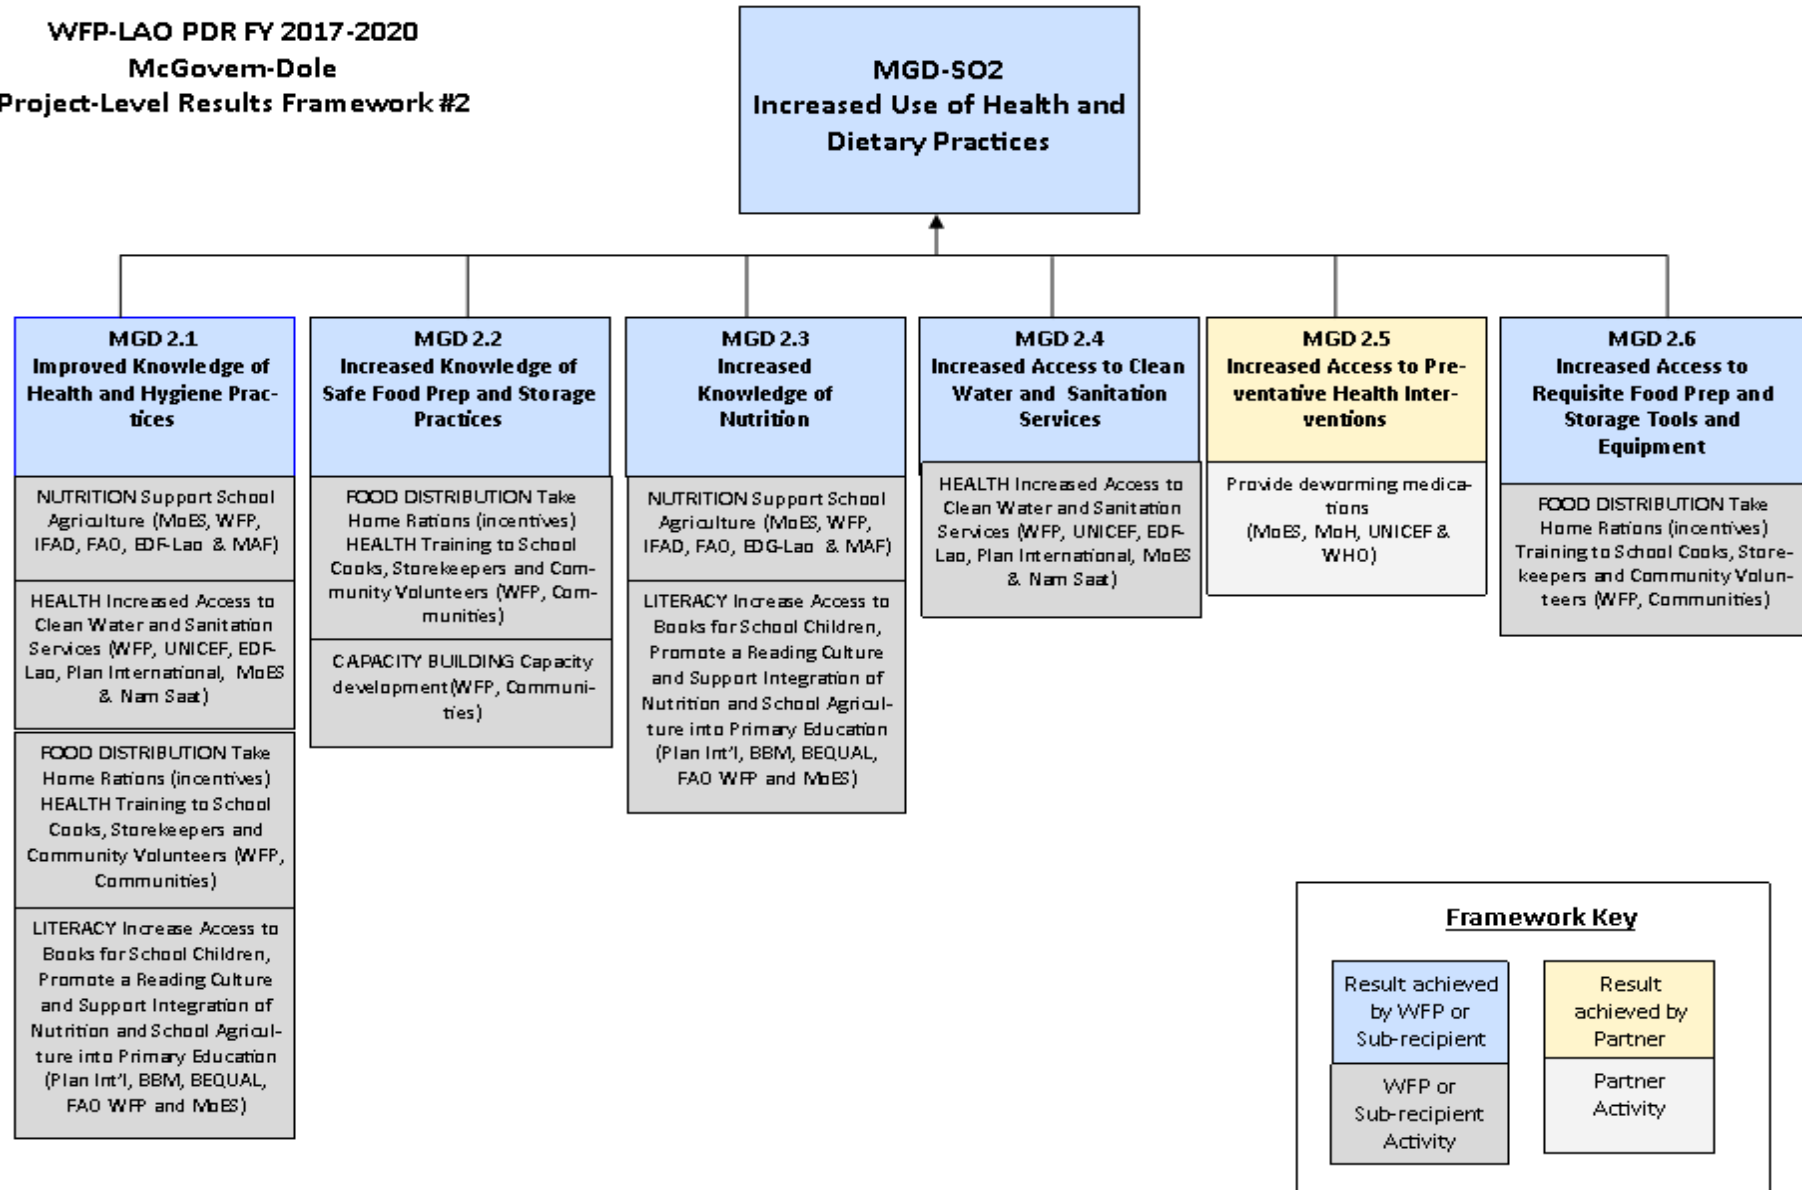 WFP-LAO PDR FY 2017-2020
McGovern-Dole
Project-Level Results Framework #2
MGD-SO2
Increased Use of Health and
Dietary Practices
MGD 2.1
Improved Knowledge of
Health and Hygiene Prac-
tices
NUTRITION Support School
Agriculture (MoES, WFP,
IFAD, FAO, EDF-Lao & MAF)
HEALTH Increased Access to
Clean Water and Sanitation
Services (WFP, UNICEF, EDF-
Lao, Plan International, MoES
& Nam Saat)
FOOD DISTRIBUTION Take
Home Rations (incentives)
HEALTH Training to School
Cooks, Storekeepers and
Community Volunteers (WFP,
Communities)
LITERACY Increase Access to
Books for School Children,
Promote a Reading Culture
and Support Integration of
Nutrition and School Agricul-
ture into Primary Education
(Plan Int'l, BBM, BEQUAL,
FAO WFP and MoES)
MGD 2.2
Increased Knowledge of
Safe Food Prep and Storage
Practices
FOOD DISTRIBUTION Take
Home Rations (incentives)
HEALTH Training to School
Cooks, Storekeepers and Com-
munity Volunteers (WFP, Com-
munities)
CAPACITY BUILDING Capacity
development(WFP, Communi-
ties)
MGD 2.3
Increased
Knowledge of
Nutrition
NUTRITION Support School
Agriculture (MoES, WFP,
IFAD, FAO, EDG-Lao & MAF)
LITERACY Increase Access to
Books for School Children,
Promote a Reading Culture
and Support Integration of
Nutrition and School Agricul-
ture into Primary Education
(Plan Int'l, BBM, BEQUAL,
FAO WFP and MoES)
MGD 2.4
Increased Access to Clean
Water and Sanitation
Services
HEALTH Increased Access to
Clean Water and Sanitation
Services (WFP, UNICEF, EDF-
Lao, Plan International, MoES
& Nam Saat)
MGD 2.5
Increased Access to Pre-
ventative Health Inter-
ventions
Provide deworming medica-
tions
(MoES, MoH, UNICEF &
WHO)
MGD 2.6
Increased Access to
Requisite Food Prep and
Storage Tools and
Equipment
FOOD DISTRIBUTION Take
Home Rations (incentives)
Training to School Cooks, Store-
keepers and Community Volun-
teers (WFP, Communities)
Framework Key
Result achieved
by WFP or
Sub-recipient
WFP or
Sub-recipient
Activity
Result
achieved by
Partner
Partner
Activity